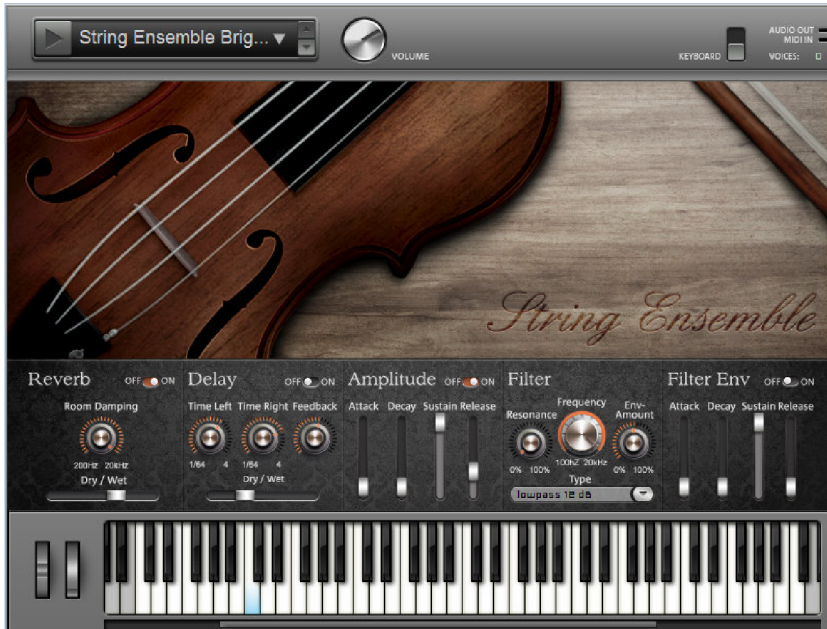 String Ensemble Brig...
VOLUME
KEYBOARD
AUDIO OUT
MIDI IN
VOICES: 0
String Ensemble
Reverb OFF ON
Delay OFF ON
Amplitude OFF ON
Filter
Filter Env OFF ON
Room Damping
Time Left Time Right Feedback
Attack Decay Sustain Release
Resonance
Frequency
Env-
Amount
Attack Decay Sustain Release
200Hz 20kHz
1/64 4 1/64 4
0% 100%
100hZ 20kHz
0% 100%
Dry / Wet
Dry / Wet
Type
lowpass 12 dB